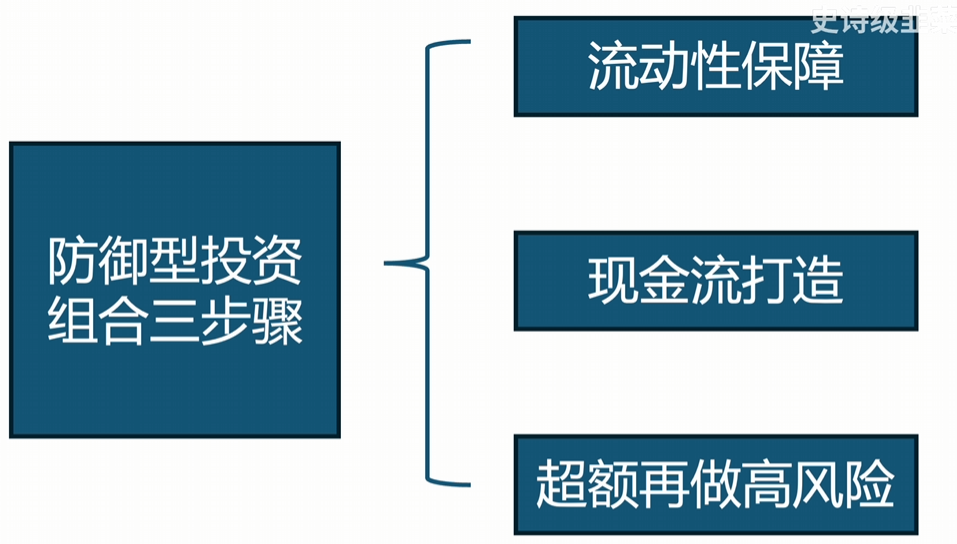 史诗级韭菜
流动性保障
防御型投资
组合三步骤
现金流打造
超额再做高风险